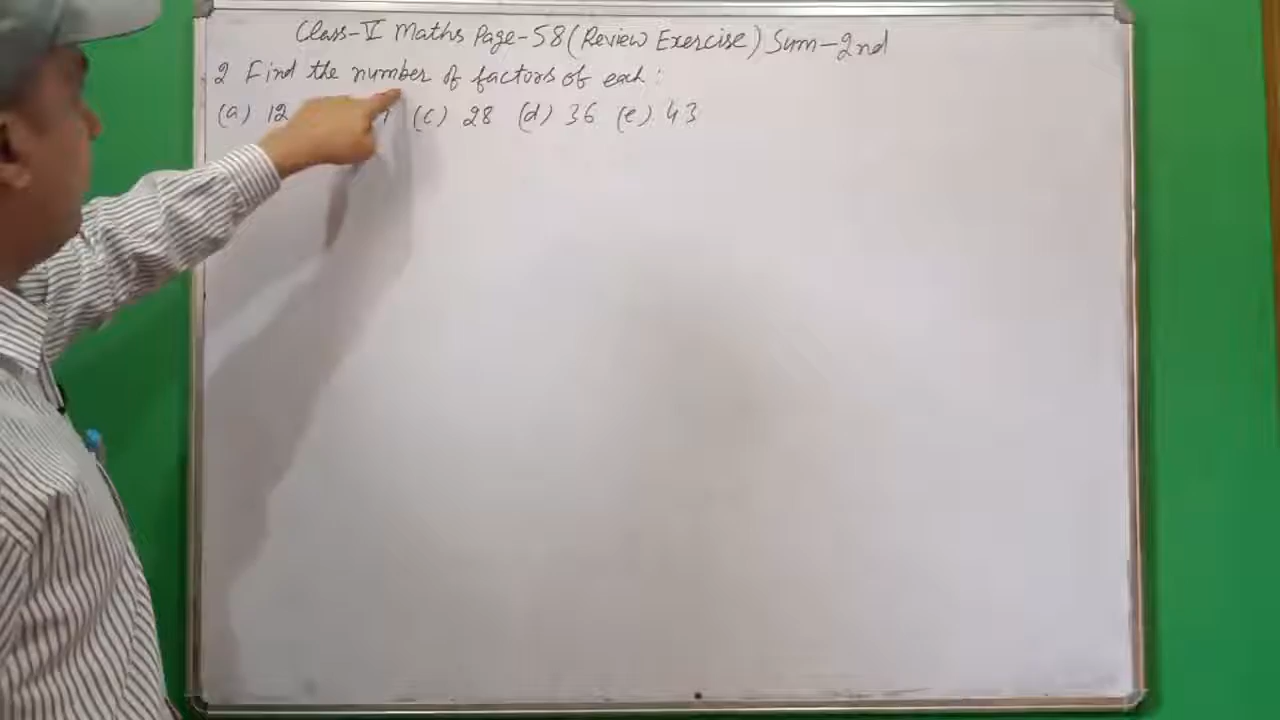 Class-V Maths Page-58 (Review Exercise) Sum-2nd
2 Find the number of factors of each:
(a) 12 (c) 28 (d) 36 (e) 43